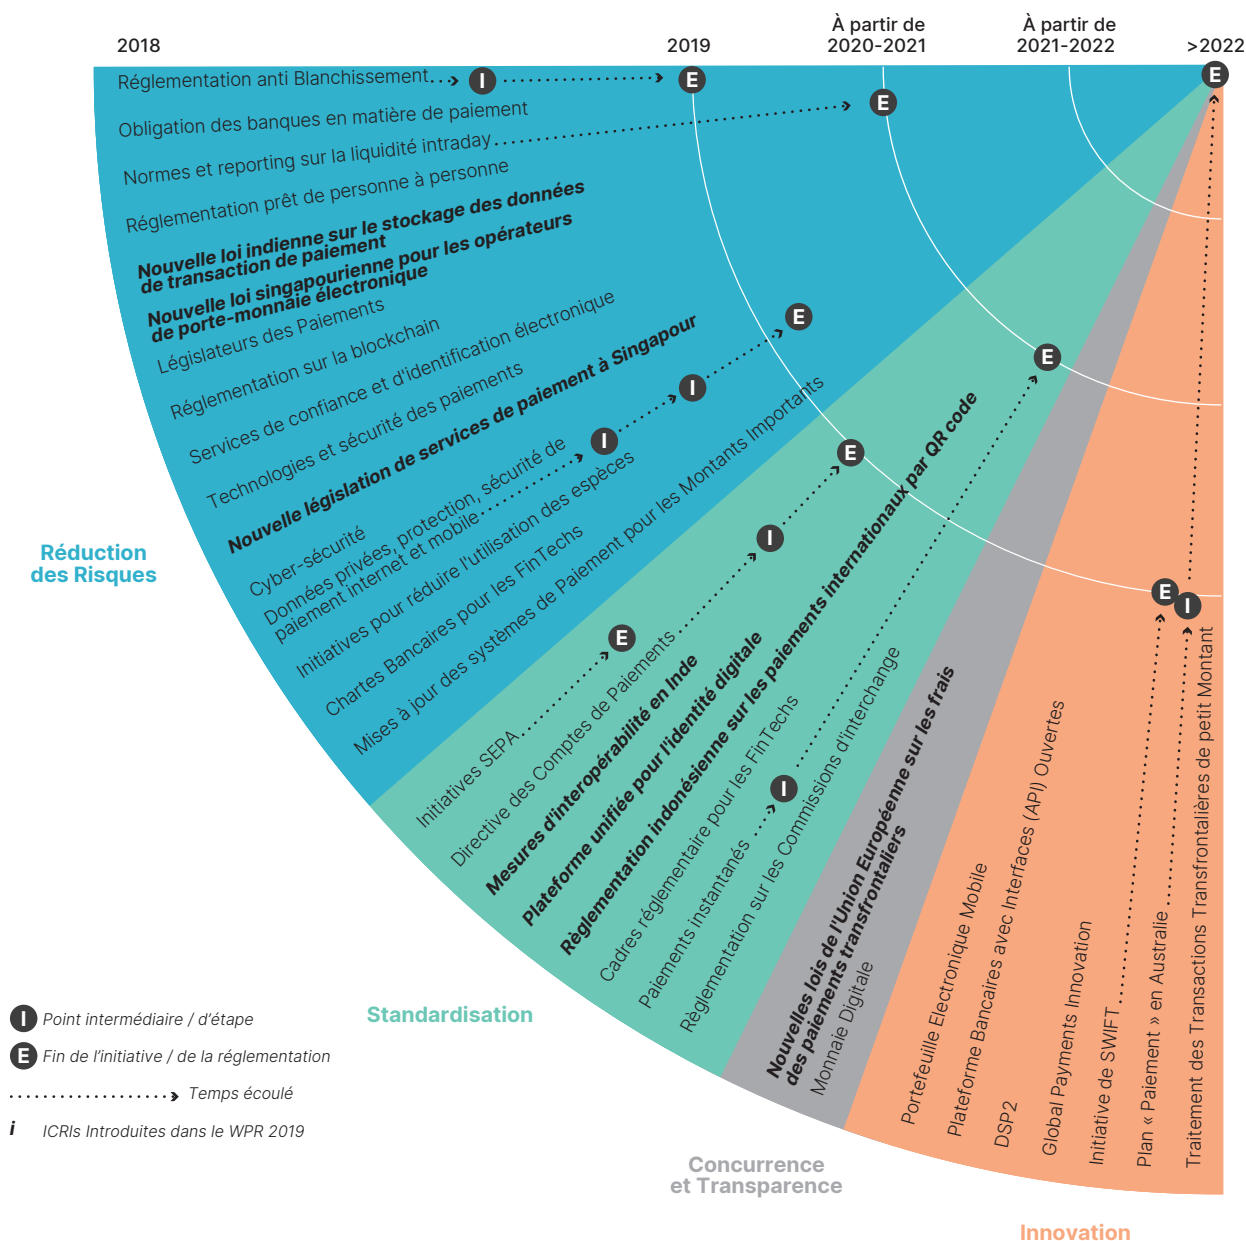 2018
2019
À partir de
2020-2021
À partir de
2021-2022
>2022
Réglementation anti Blanchissement
I
E
E
Obligation des banques en matière de paiement
E
Normes et reporting sur la liquidité intraday
Réglementation prêt de personne à personne
Nouvelle loi indienne sur le stockage des données
de transaction de paiement
Nouvelle loi singapourienne pour les opérateurs
de porte-monnaie électronique
Législateurs des Paiements
Réglementation sur la blockchain
Services de confiance et d'identification électronique
Technologies et sécurité des paiements
Nouvelle législation de services de paiement à Singapour
Cyber-sécurité
Données privées, protection, sécurité de
paiement internet et mobile
I
I
E
Initiatives pour réduire l'utilisation des espèces
Chartes Bancaires pour les FinTechs
Mises à jour des systèmes de Paiement pour les Montants Importants
Réduction
des Risques
Initiatives SEPA
E
Directive des Comptes de Paiements
I
E
Mesures d'interopérabilité en Inde
Plateforme unifiée pour l'identité digitale
Règlementation indonésienne sur les paiements internationaux par QR code
Cadres réglementaire pour les FinTechs
Paiements instantanés
I
E
Règlementation sur les Commissions d'interchange
Standardisation
Nouvelles lois de l'Union Européenne sur les frais
des paiements transfrontaliers
Monnaie Digitale
Concurrence
et Transparence
Portefeuille Electronique Mobile
Plateforme Bancaires avec Interfaces (API) Ouvertes
DSP2
Global Payments Innovation
Initiative de SWIFT
E
Plan « Paiement » en Australie
I
Traitement des Transactions Transfrontalières de petit Montant
Innovation
I Point intermédiaire / d'étape
E Fin de l'initiative / de la réglementation
Temps écoulé
i ICRIs Introduites dans le WPR 2019